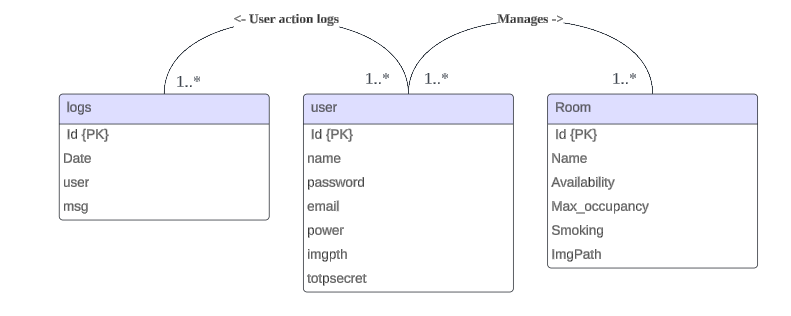 <- User action logs
Manages ->
1..*
1..*
1..*
1..*
logs
Id {PK}
Date
user
msg
user
Id {PK}
name
password
email
power
imgpth
totpsecret
Room
Id {PK}
Name
Availability
Max_occupancy
Smoking
ImgPath